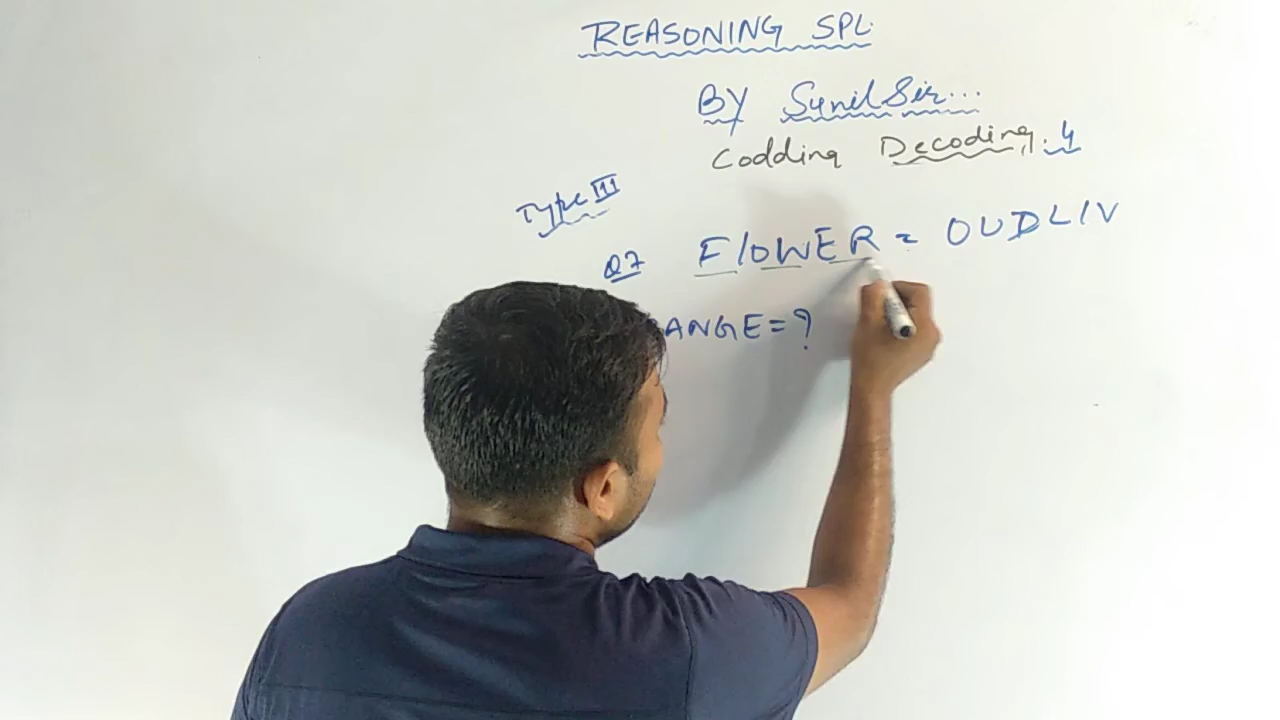 REASONING SPL.
BY Sunil Sir...
Codding Decoding. 4
Type III
Q7 FlOWER = OUDLIV
ANGE = ?